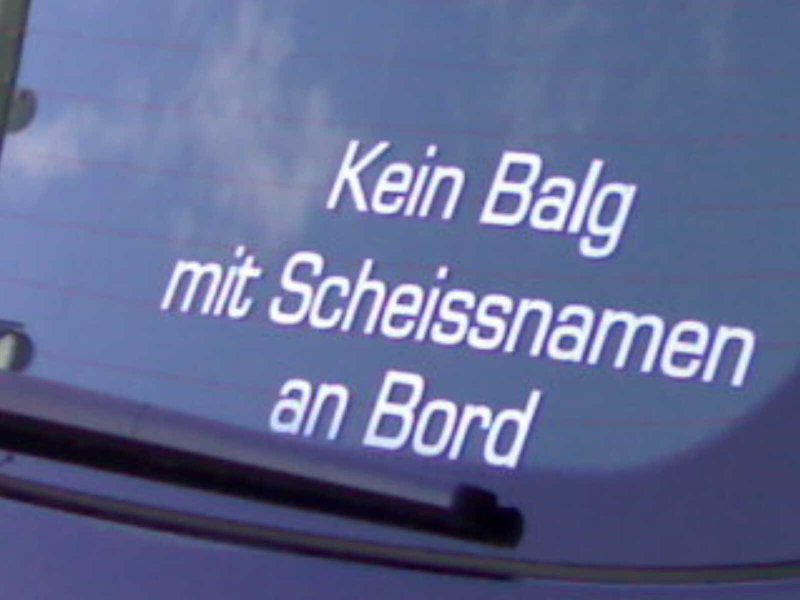 Kein Balg
mit Scheissnamen
an Bord